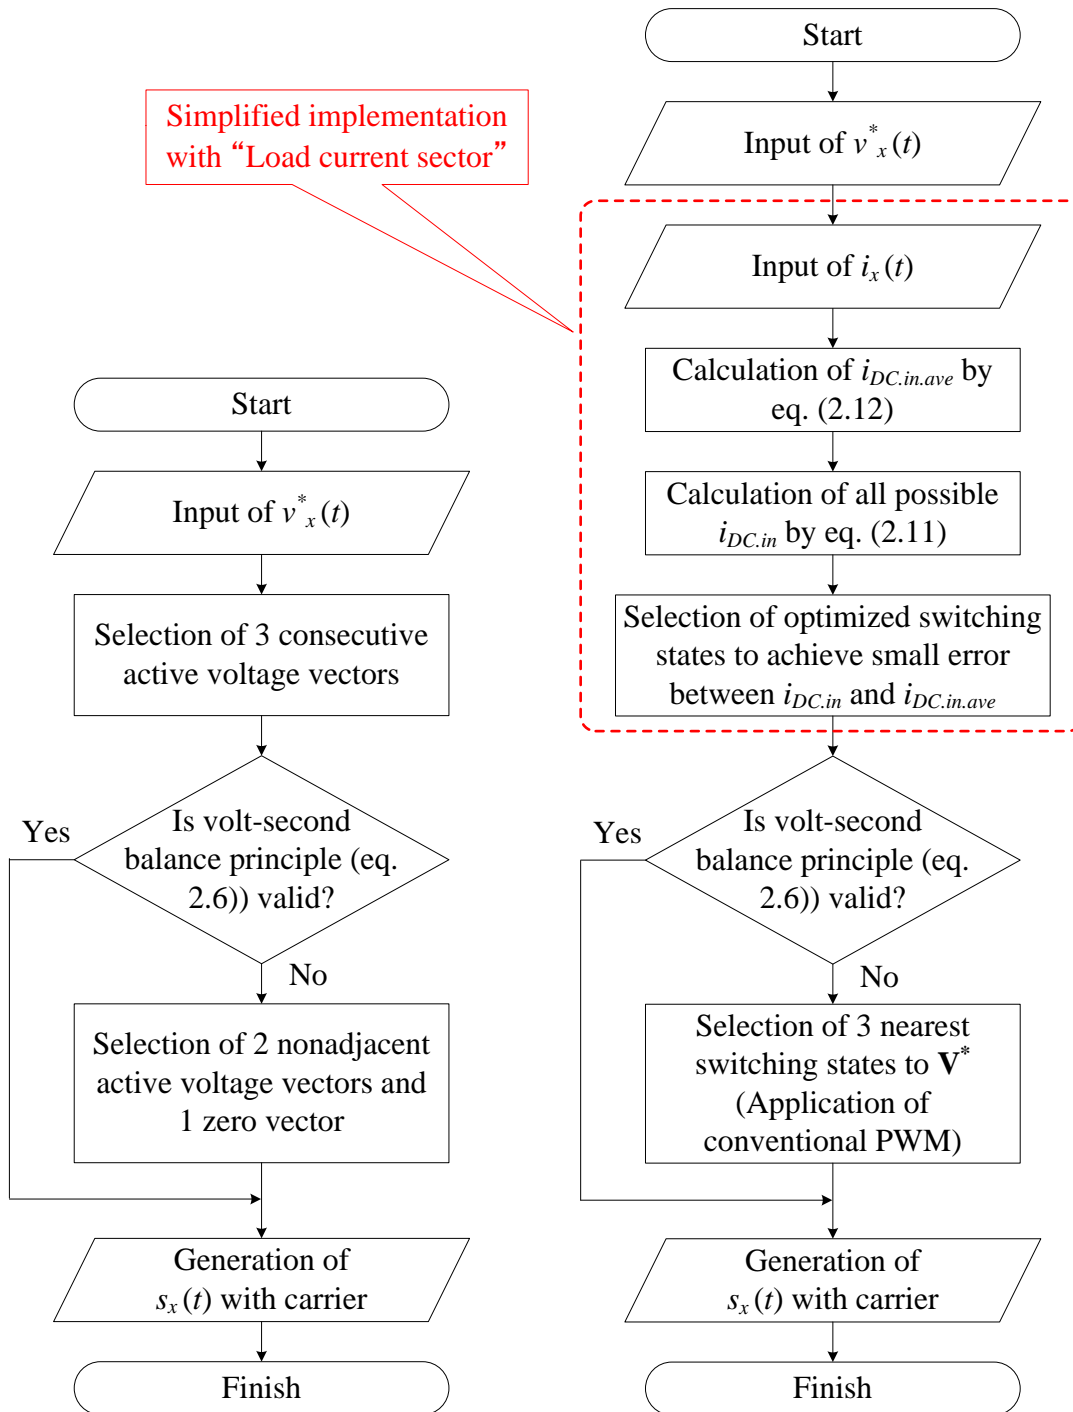 Simplified implementation
with “Load current sector”
Start
Input of v*x(t)
Selection of 3 consecutive
active voltage vectors
Is volt-second
balance principle (eq.
2.6)) valid?
Yes
No
Selection of 2 nonadjacent
active voltage vectors and
1 zero vector
Generation of
sx(t) with carrier
Finish
Start
Input of v*x(t)
Input of ix(t)
Calculation of iDC.in.ave by
eq. (2.12)
Calculation of all possible
iDC.in by eq. (2.11)
Selection of optimized switching
states to achieve small error
between iDC.in and iDC.in.ave
Is volt-second
balance principle (eq.
2.6)) valid?
Yes
No
Selection of 3 nearest
switching states to V*
(Application of
conventional PWM)
Generation of
sx(t) with carrier
Finish